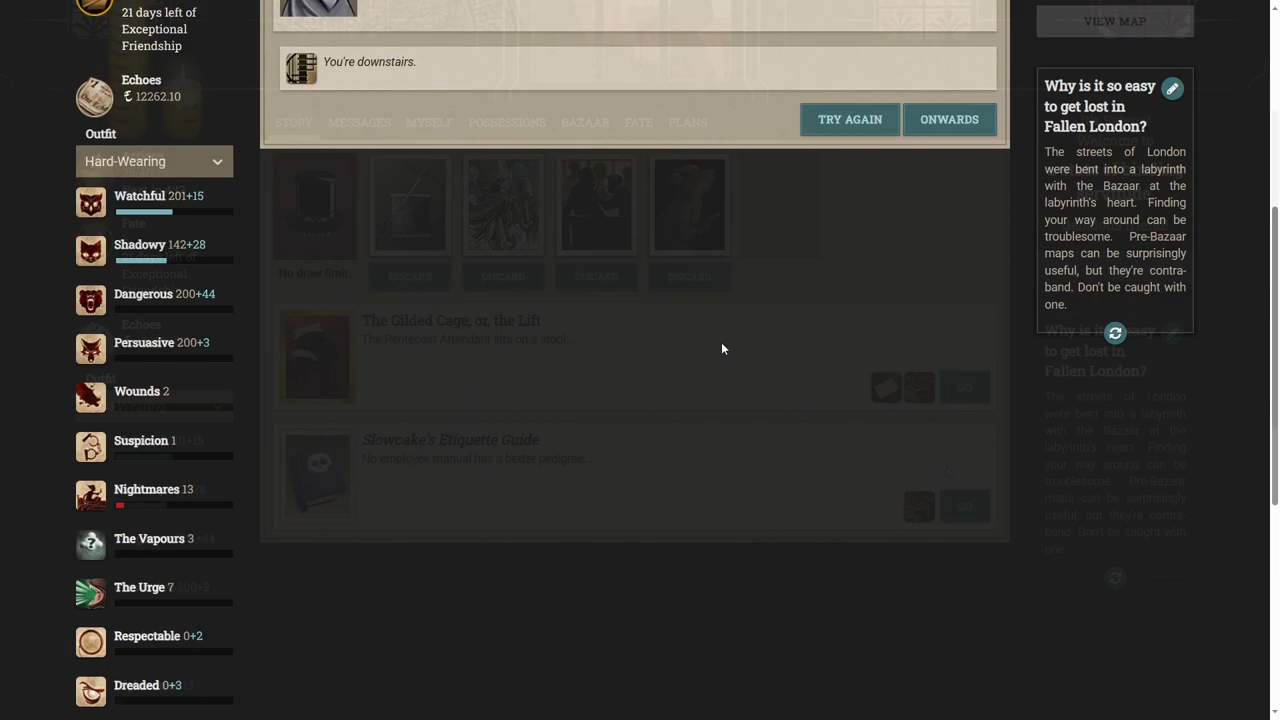 21 days left of
Exceptional
Friendship
Echoes
12262.10
Outfit
Hard-Wearing
Watchful 201+15
Shadowy 142+28
Dangerous 200+44
Persuasive 200+3
Wounds 2
Suspicion 1
Nightmares 13
The Vapours 3
The Urge 7
Respectable 0+2
Dreaded 0+3
You're downstairs.
STORY MESSAGES MYSELF POSSESSIONS BAZAAR FATE PLANS
TRY AGAIN
ONWARDS
No draw limit.
DISCARD
DISCARD
DISCARD
DISCARD
The Gilded Cage; or, the Lift
The Pentecost Attendant sits on a stool...
GO
Slowcake's Etiquette Guide
No employee manual has a better pedigree...
GO
VIEW MAP
Why is it so easy
to get lost in
Fallen London?
The streets of London
were bent into a labyrinth
with the Bazaar at the
labyrinth's heart. Finding
your way around can be
troublesome. Pre-Bazaar
maps can be surprisingly
useful, but they're contra-
band. Don't be caught with
one.